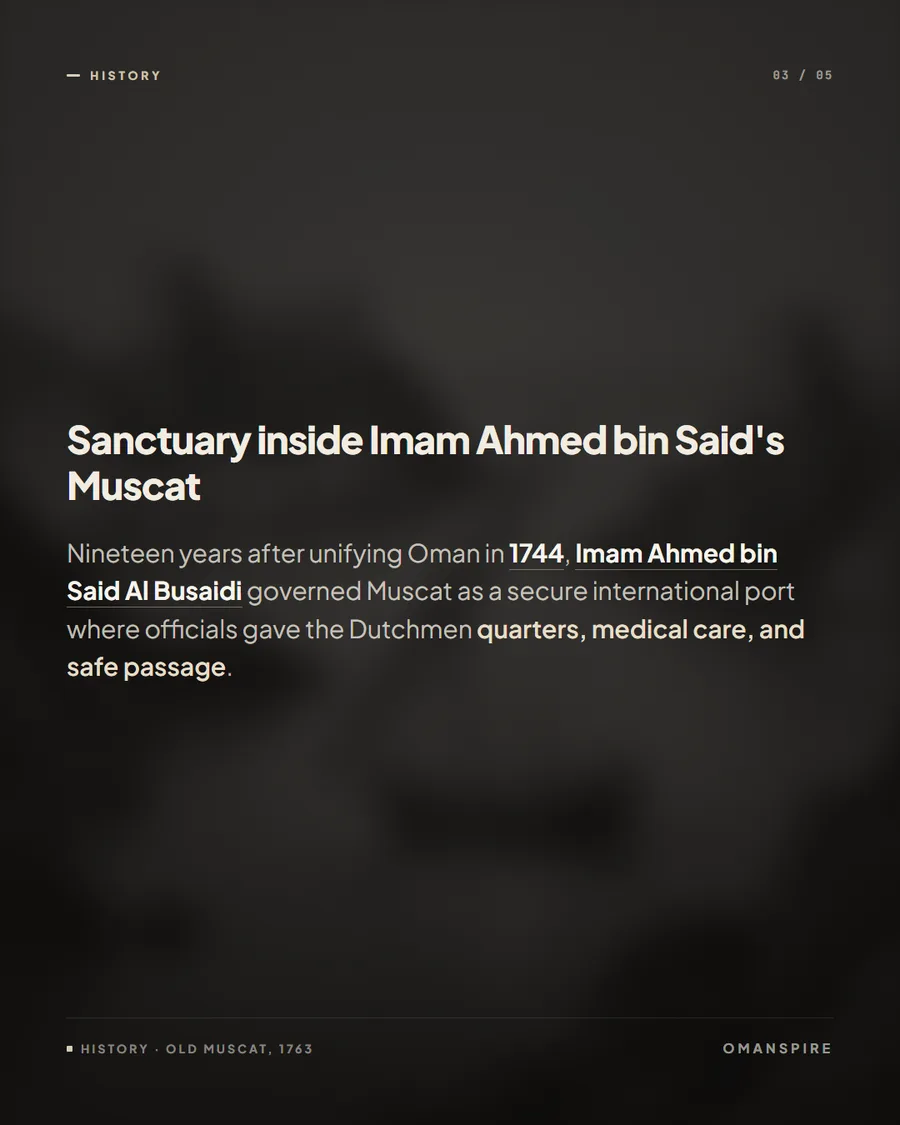 — HISTORY
03 / 05
Sanctuary inside Imam Ahmed bin Said's
Muscat
Nineteen years after unifying Oman in 1744, Imam Ahmed bin
Said Al Busaidi governed Muscat as a secure international port
where officials gave the Dutchmen quarters, medical care, and
safe passage.
HISTORY · OLD MUSCAT, 1763
OMANSPIRE